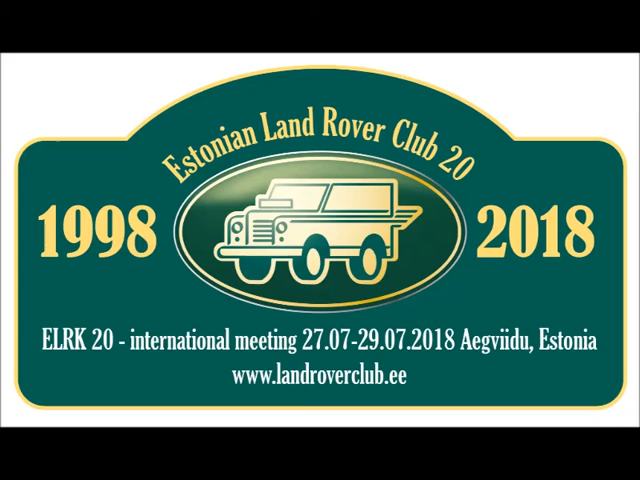 Estonian Land Rover Club 20
1998
2018
ELRK 20 - international meeting 27.07-29.07.2018 Aegviidu, Estonia
www.landroverclub.ee